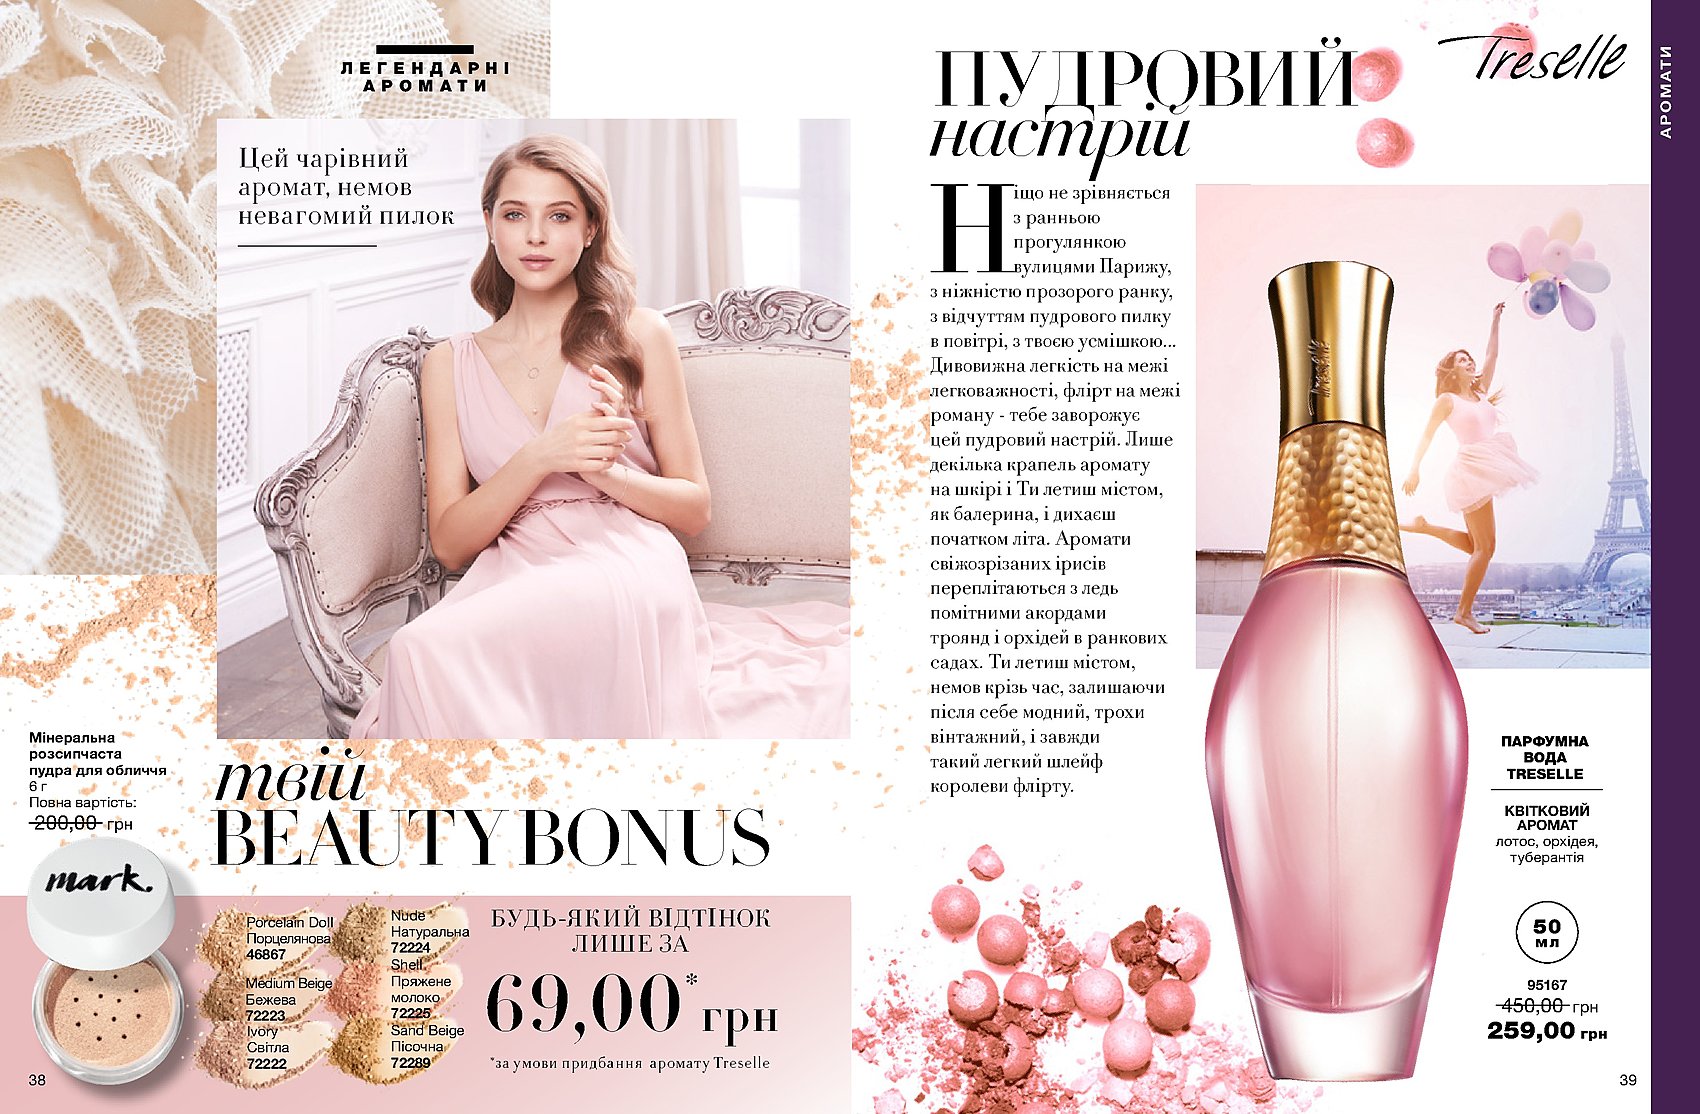 ЛЕГЕНДАРНІ
АРОМАТИ
Цей чарівний
аромат, немов
невагомий пилок
Мінеральна
розсипчаста
пудра для обличчя
6 г
Повна вартість:
200,00 грн
mark.
твій
BEAUTY BONUS
Porcelain Doll
Порцелянова
46867
Medium Beige
Бежева
72223
Ivory
Світла
72222
Nude
Натуральна
72224
Shell
Пряжене
молоко
72225
Sand Beige
Пісочна
72289
БУДЬ-ЯКИЙ ВІДТІНОК
ЛИШЕ ЗА
69,00* грн
*за умови придбання аромату Treselle
38
ПУДРОВИЙ
настрій
Treselle
АРОМАТИ
Ніщо не зрівняється
з ранньою
прогулянкою
вулицями Парижу,
з ніжністю прозорого ранку,
з відчуттям пудрового пилку
в повітрі, з твоєю усмішкою...
Дивовижна легкість на межі
легковажності, флірт на межі
роману - тебе заворожує
цей пудровий настрій. Лише
декілька крапель аромату
на шкірі і Ти летиш містом,
як балерина, і дихаєш
початком літа. Аромати
свіжозрізаних ірисів
переплітаються з ледь
помітними акордами
троянд і орхідей в ранкових
садах. Ти летиш містом,
немов крізь час, залишаючи
після себе модний, трохи
вінтажний, і завжди
такий легкий шлейф
королеви флірту.
Treselle
ПАРФУМНА
ВОДА
TRESELLE
КВІТКОВИЙ
АРОМАТ
лотос, орхідея,
туберантія
50
МЛ
95167
450,00 грн
259,00 грн
39